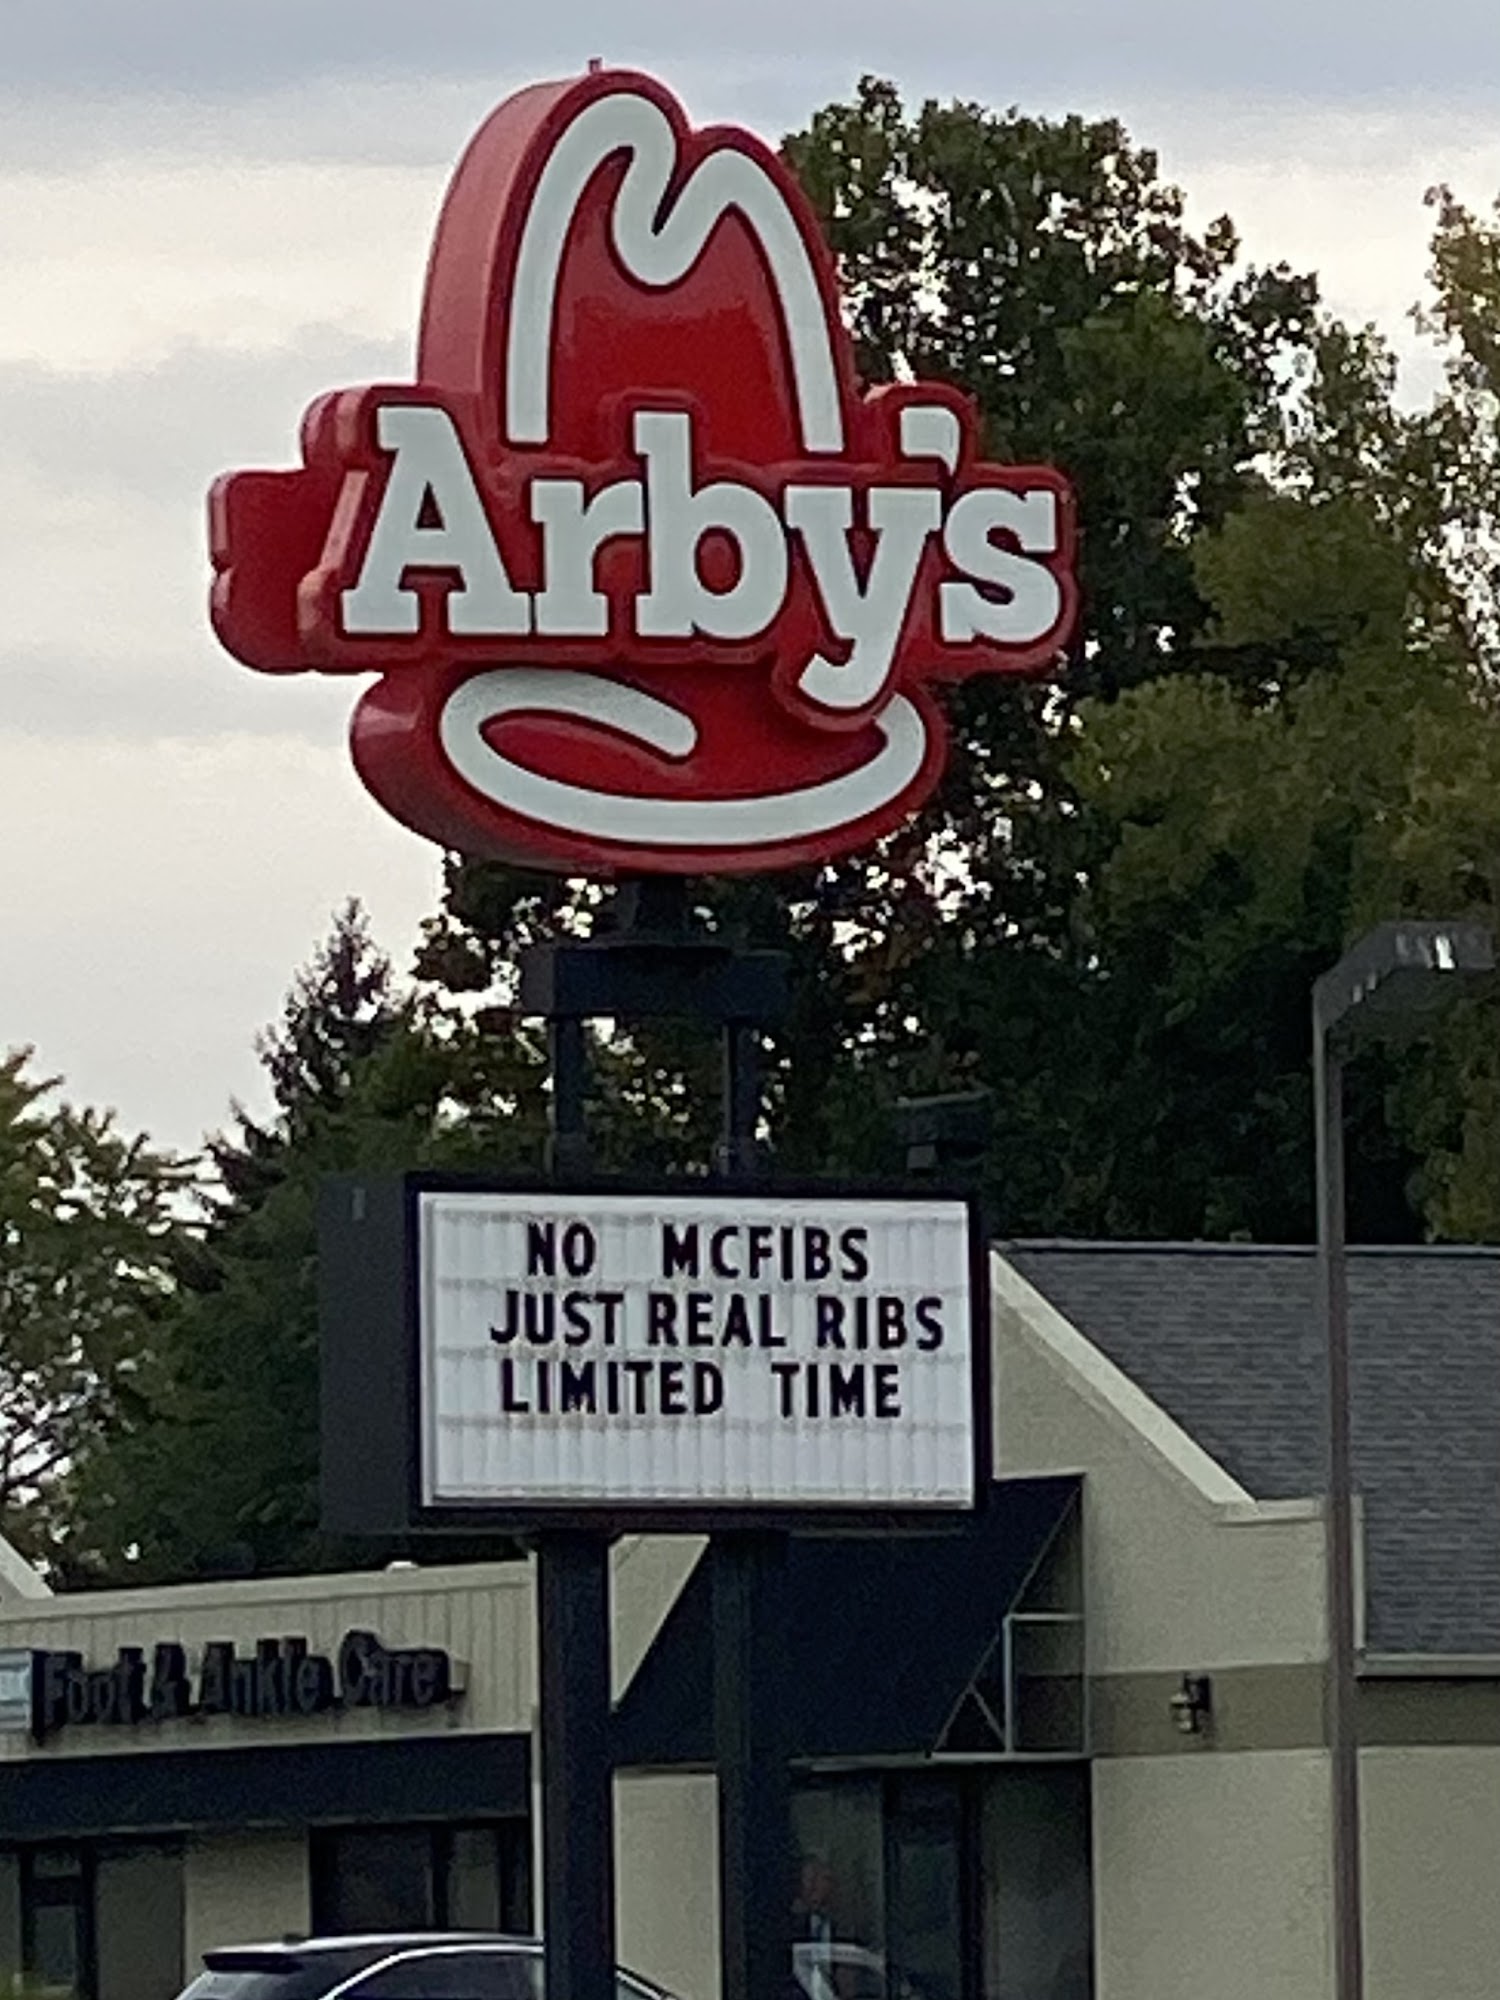 Arby's
NO MCFIBS
JUST REAL RIBS
LIMITED TIME
Foot & Ankle Care